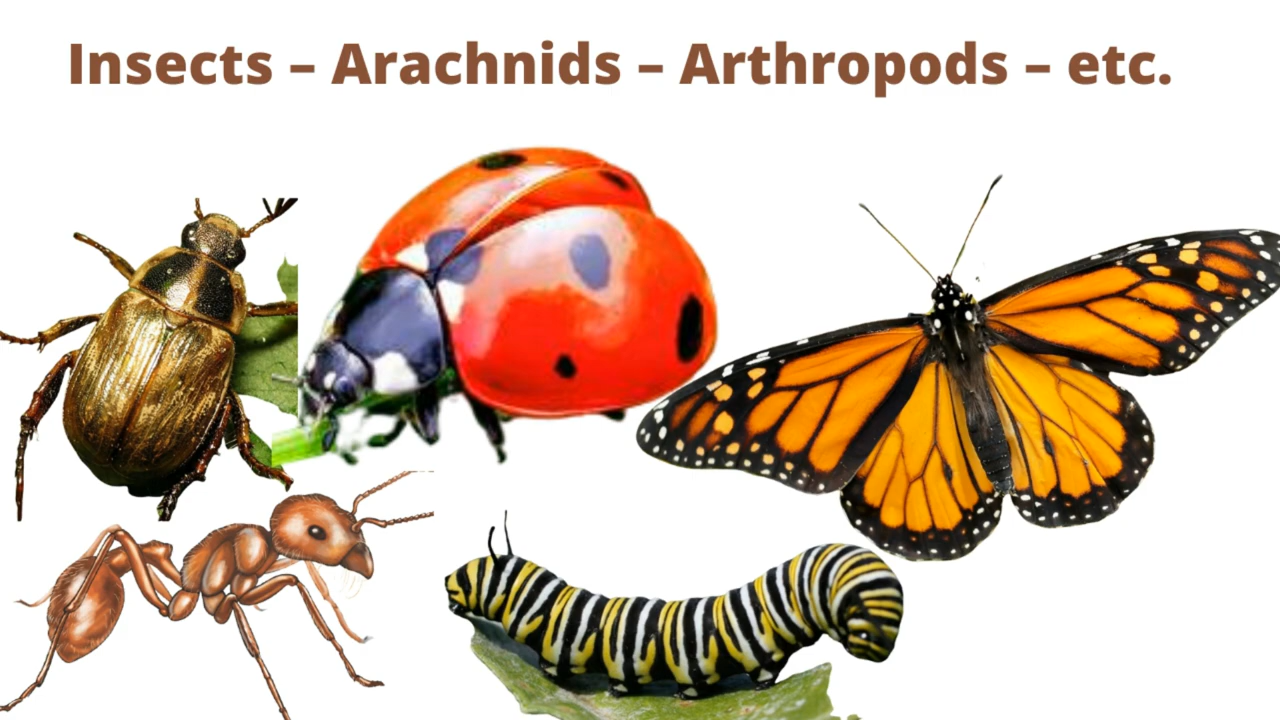 Insects – Arachnids – Arthropods – etc.